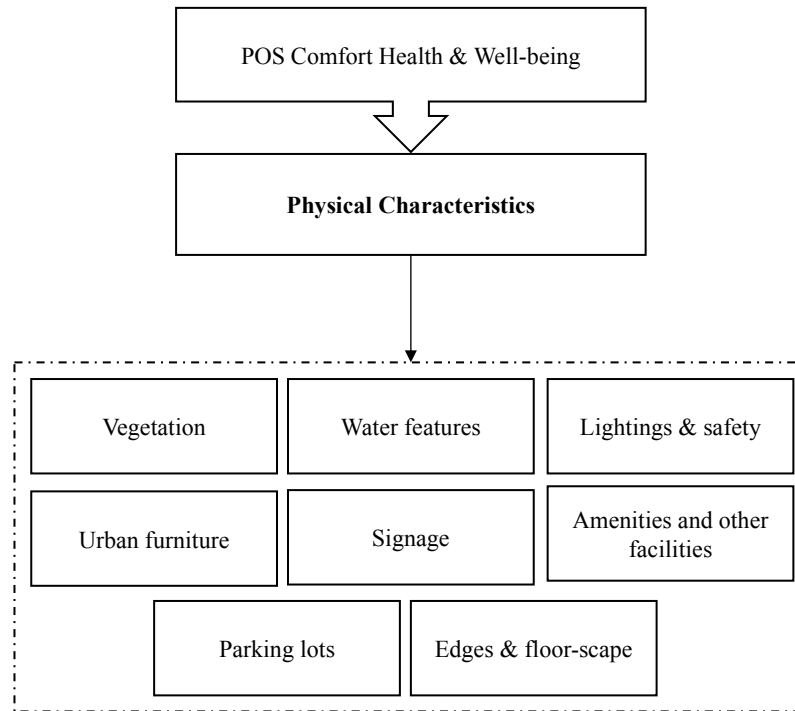 POS Comfort Health & Well-being
Physical Characteristics
Vegetation
Water features
Lightings & safety
Urban furniture
Signage
Amenities and other
facilities
Parking lots
Edges & floor-scape